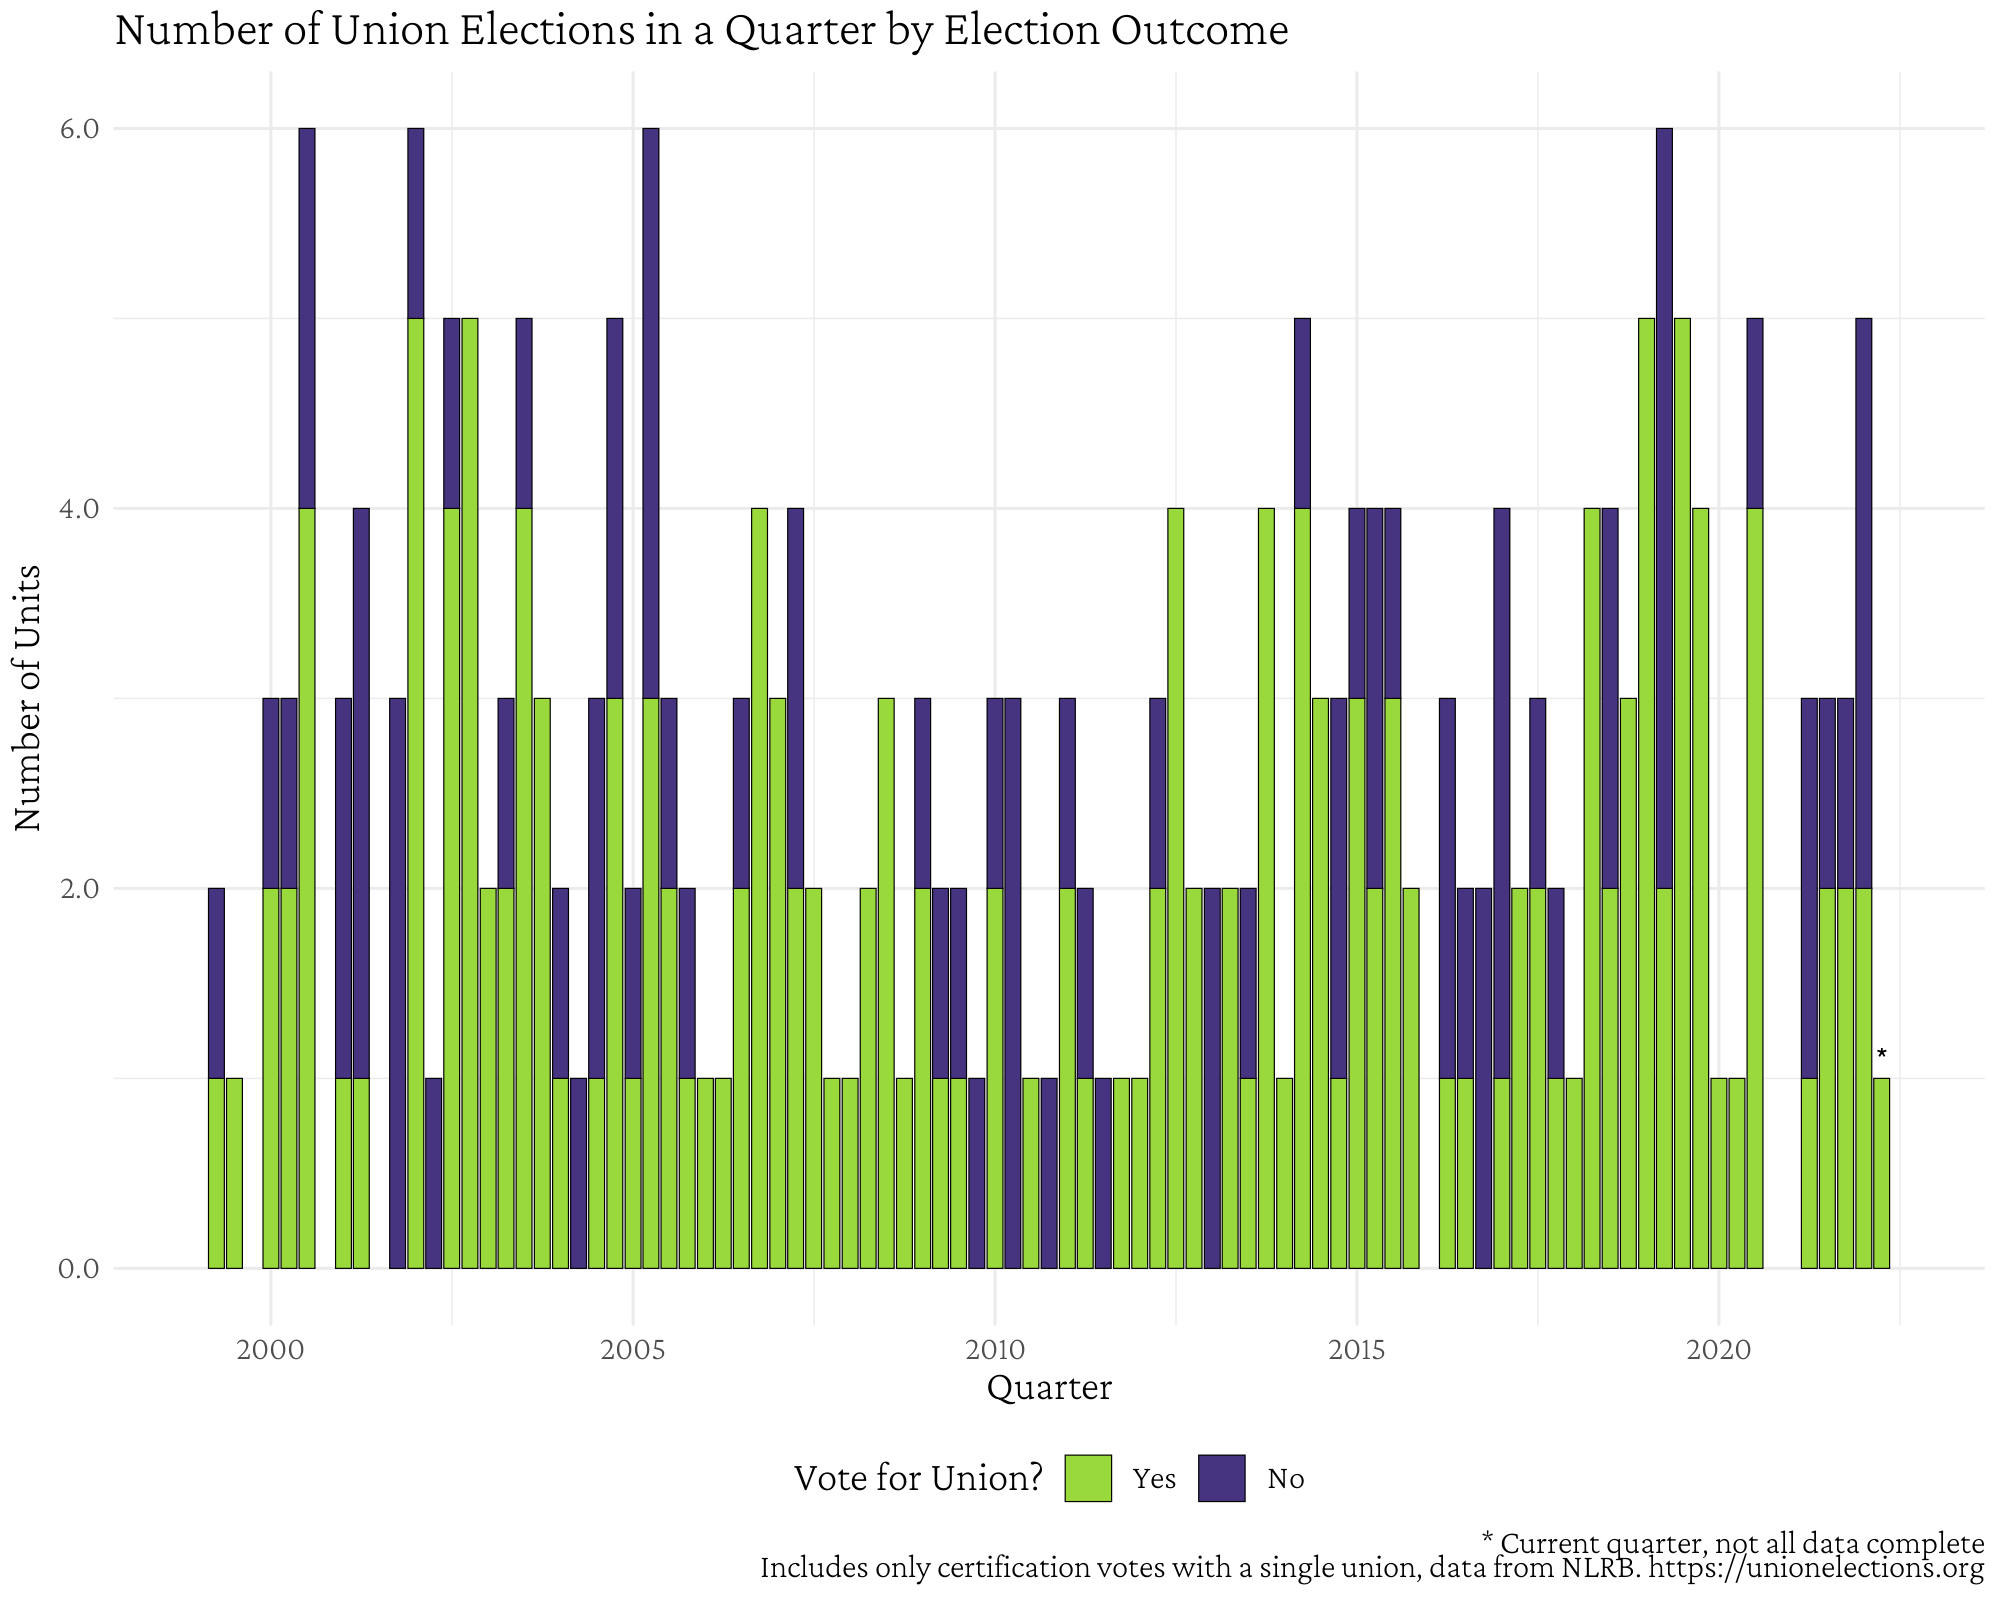 Number of Union Elections in a Quarter by Election Outcome
6.0
4.0
2.0
0.0
Number of Units
*
2000 2005 2010 2015 2020
Quarter
Vote for Union? Yes No
* Current quarter, not all data complete
Includes only certification votes with a single union, data from NLRB. https://unionelections.org